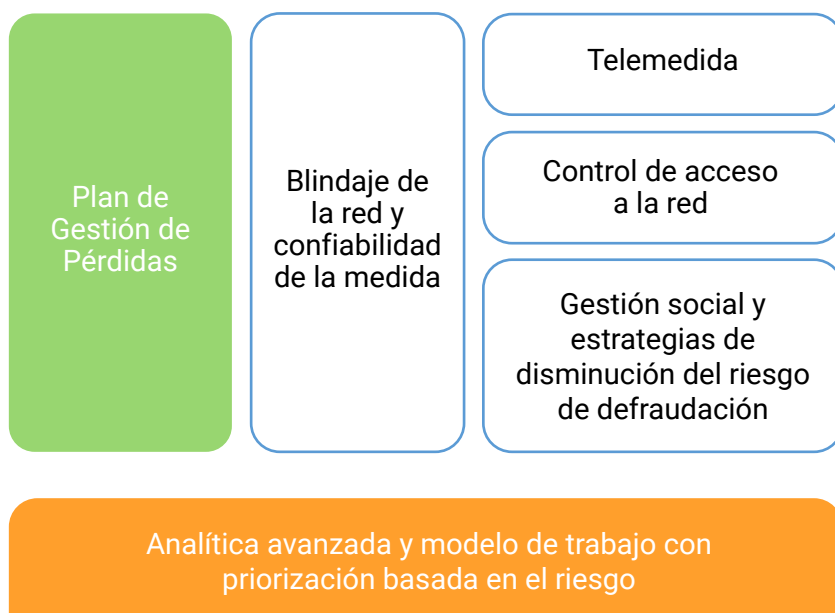 Plan de
Gestión de
Pérdidas
Blindaje de
la red y
confiabilidad
de la medida
Telemedida
Control de acceso
a la red
Gestión social y
estrategias de
disminución del riesgo
de defraudación
Analítica avanzada y modelo de trabajo con
priorización basada en el riesgo